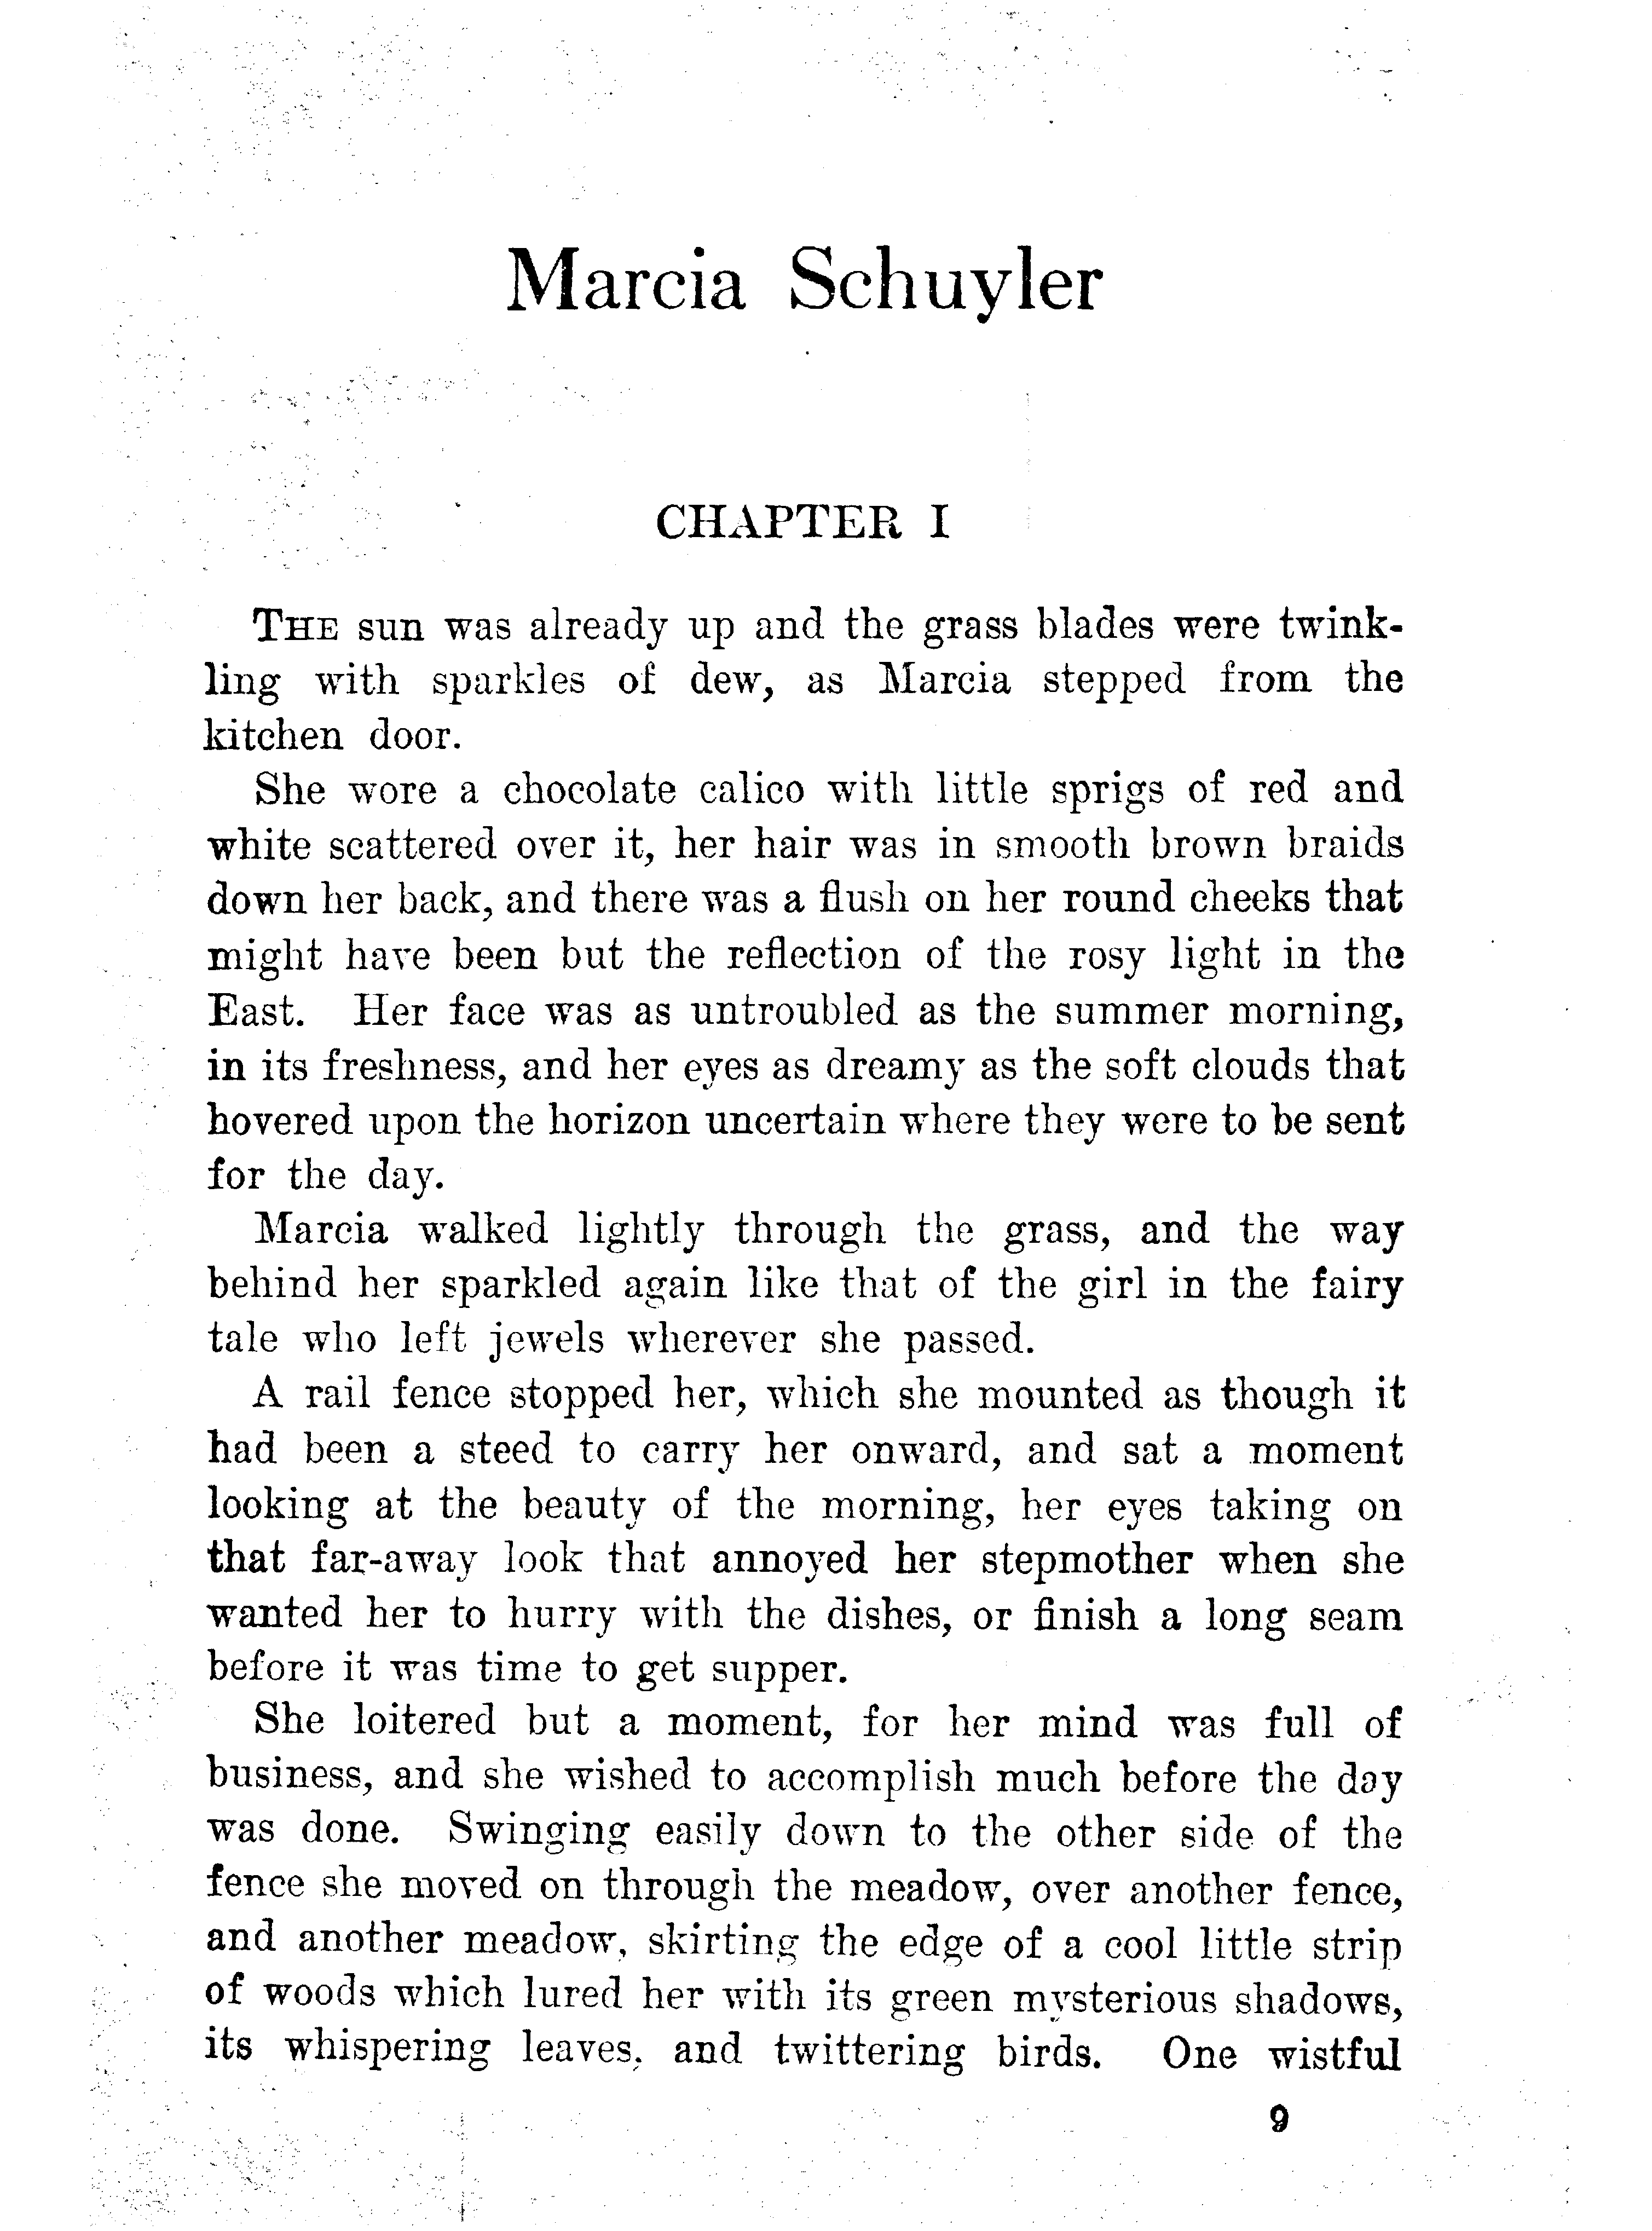 Marcia Schuyler
CHAPTER I
THE sun was already up and the grass blades were twink-
ling with sparkles of dew, as Marcia stepped from the
kitchen door.
She wore a chocolate calico with little sprigs of red and
white scattered over it, her hair was in smooth brown braids
down her back, and there was a flush on her round cheeks that
might have been but the reflection of the rosy light in the
East. Her face was as untroubled as the summer morning,
in its freshness, and her eyes as dreamy as the soft clouds that
hovered upon the horizon uncertain where they were to be sent
for the day.
Marcia walked lightly through the grass, and the way
behind her sparkled again like that of the girl in the fairy
tale who left jewels wherever she passed.
A rail fence stopped her, which she mounted as though it
had been a steed to carry her onward, and sat a moment
looking at the beauty of the morning, her eyes taking on
that far-away look that annoyed her stepmother when she
wanted her to hurry with the dishes, or finish a long seam
before it was time to get supper.
She loitered but a moment, for her mind was full of
business, and she wished to accomplish much before the day
was done. Swinging easily down to the other side of the
fence she moved on through the meadow, over another fence,
and another meadow, skirting the edge of a cool little strip
of woods which lured her with its green mysterious shadows,
its whispering leaves, and twittering birds. One wistful
9